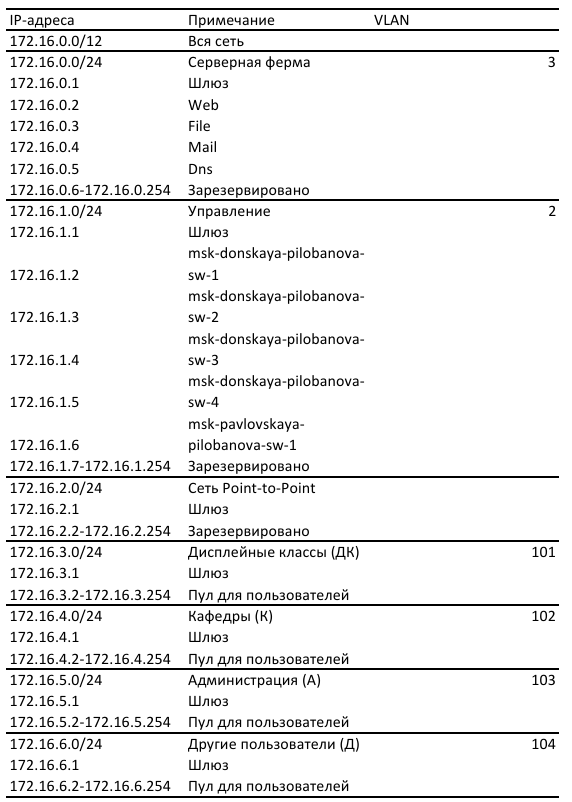 IP-адреса Примечание VLAN
172.16.0.0/12 Вся сеть
172.16.0.0/24 Серверная ферма 3
172.16.0.1 Шлюз
172.16.0.2 Web
172.16.0.3 File
172.16.0.4 Mail
172.16.0.5 Dns
172.16.0.6-172.16.0.254 Зарезервировано
172.16.1.0/24 Управление 2
172.16.1.1 Шлюз
msk-donskaya-pilobanova-
172.16.1.2 sw-1
msk-donskaya-pilobanova-
172.16.1.3 sw-2
msk-donskaya-pilobanova-
172.16.1.4 sw-3
msk-donskaya-pilobanova-
172.16.1.5 sw-4
msk-pavlovskaya-
172.16.1.6 pilobanova-sw-1
172.16.1.7-172.16.1.254 Зарезервировано
172.16.2.0/24 Сеть Point-to-Point
172.16.2.1 Шлюз
172.16.2.2-172.16.2.254 Зарезервировано
172.16.3.0/24 Дисплейные классы (ДК) 101
172.16.3.1 Шлюз
172.16.3.2-172.16.3.254 Пул для пользователей
172.16.4.0/24 Кафедры (К) 102
172.16.4.1 Шлюз
172.16.4.2-172.16.4.254 Пул для пользователей
172.16.5.0/24 Администрация (А) 103
172.16.5.1 Шлюз
172.16.5.2-172.16.5.254 Пул для пользователей
172.16.6.0/24 Другие пользователи (Д) 104
172.16.6.1 Шлюз
172.16.6.2-172.16.6.254 Пул для пользователей